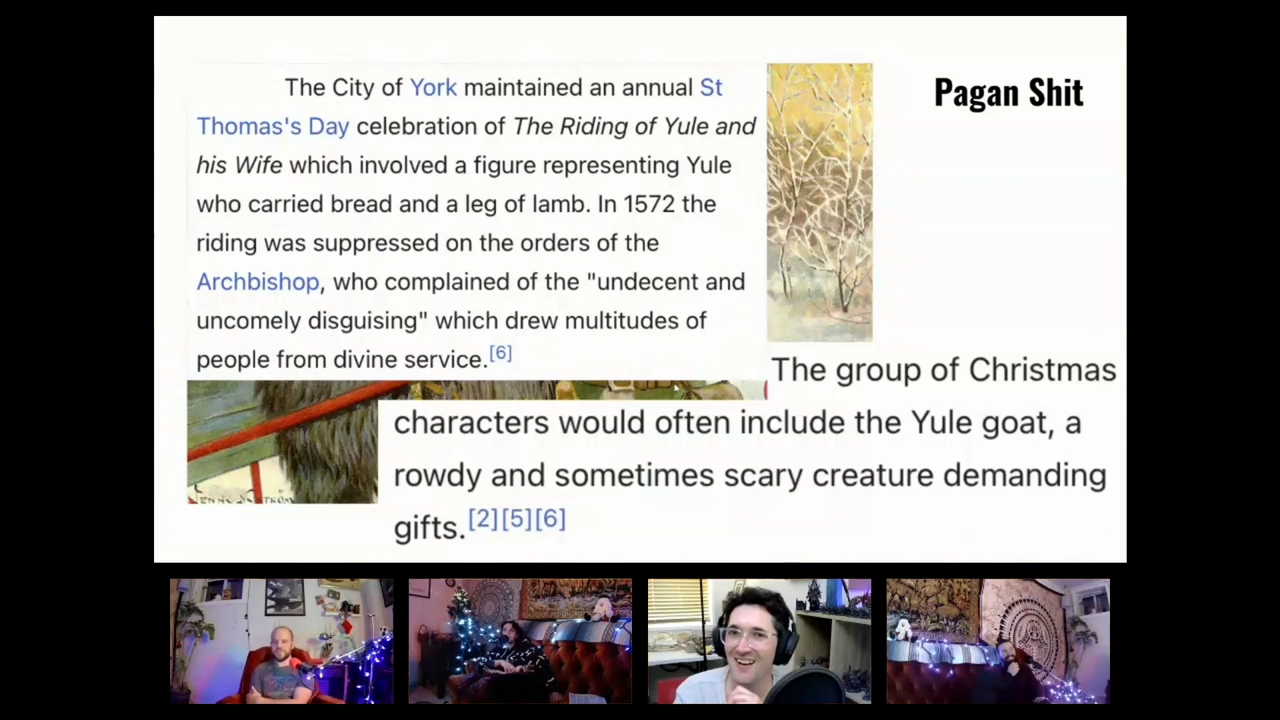 Pagan Shit
The City of York maintained an annual St
Thomas's Day celebration of The Riding of Yule and
his Wife which involved a figure representing Yule
who carried bread and a leg of lamb. In 1572 the
riding was suppressed on the orders of the
Archbishop, who complained of the "undecent and
uncomely disguising" which drew multitudes of
people from divine service.[6]
The group of Christmas
characters would often include the Yule goat, a
rowdy and sometimes scary creature demanding
gifts.[2][5][6]